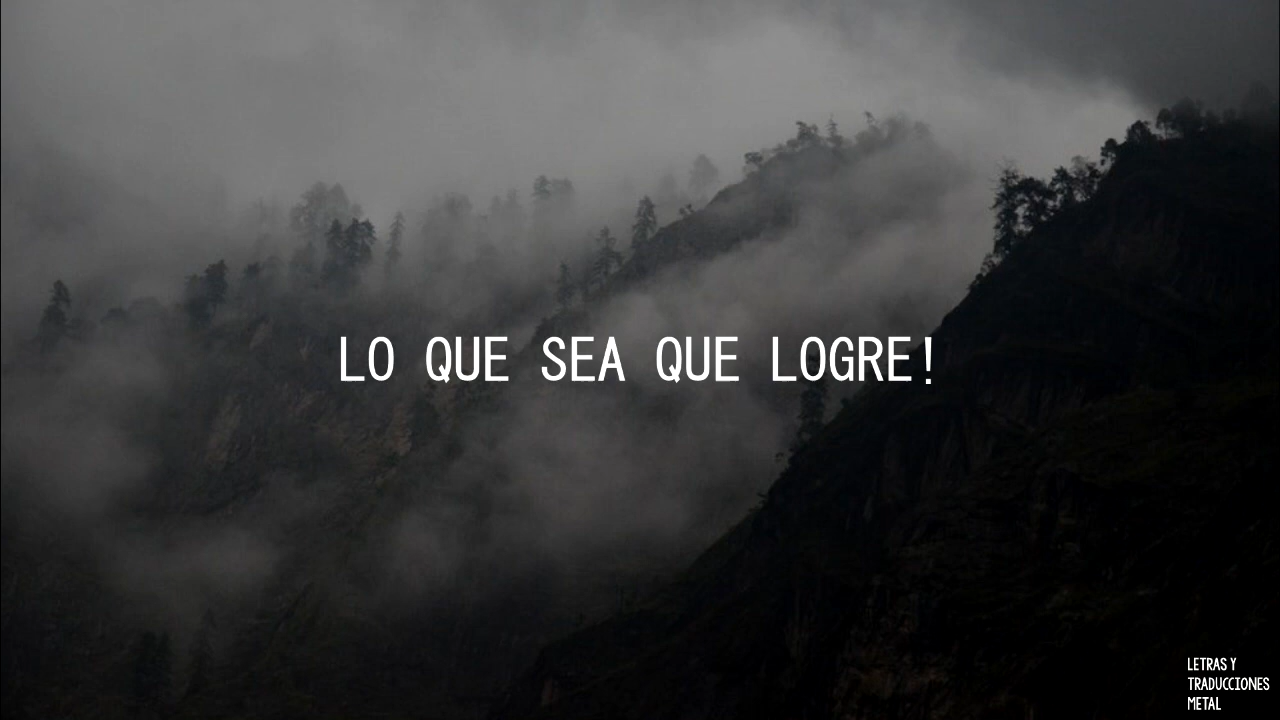 LO QUE SEA QUE LOGRE!
LETRAS Y
TRADUCCIONES
METAL